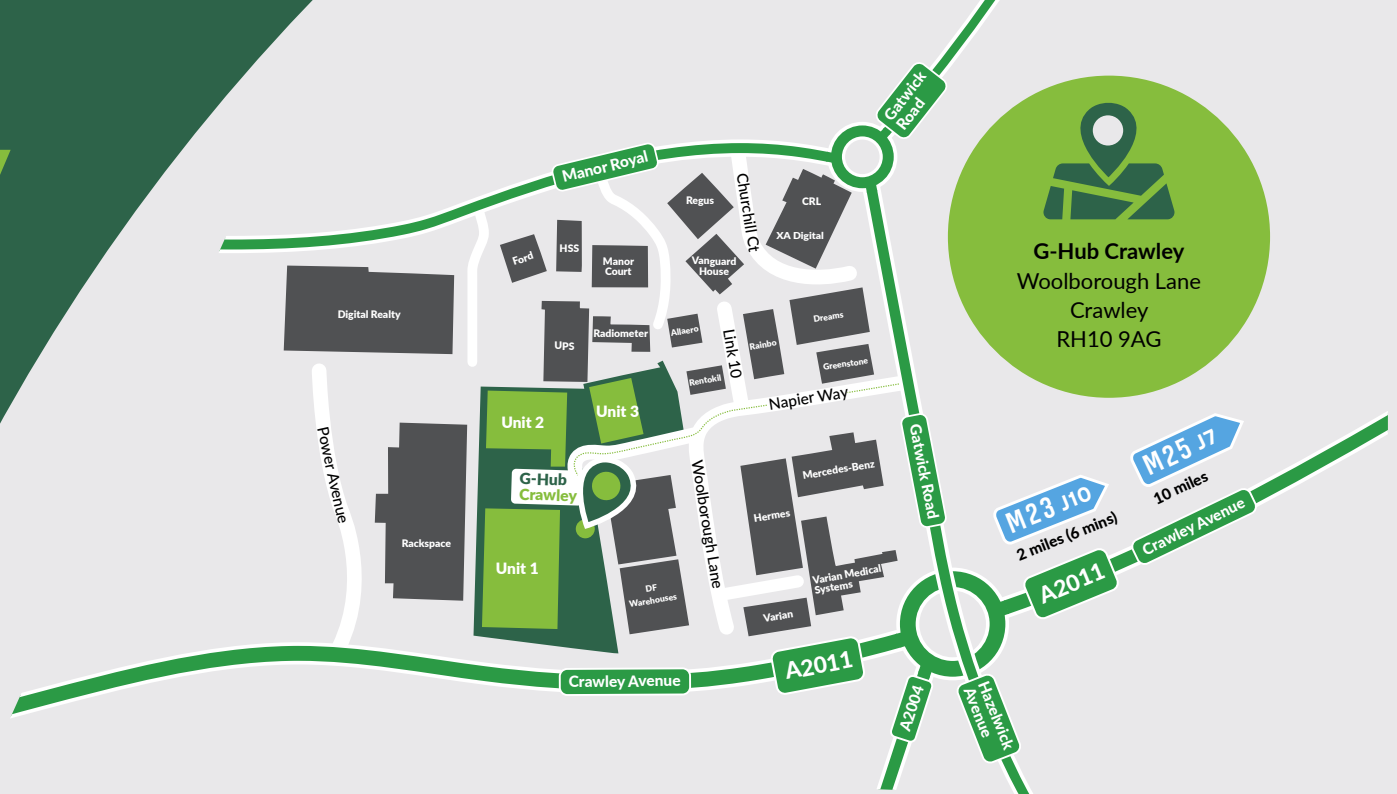 Gatwick
Road
Manor Royal
Churchill Ct
Regus
CRL
XA Digital
HSS
Ford
Manor
Court
Vanguard
House
Digital Realty
UPS
Radiometer
Allaero
Link 10
Rainbo
Dreams
Greenstone
Rentokil
Napier Way
G-Hub Crawley
Woolborough Lane
Crawley
RH10 9AG
Unit 2
Unit 3
Power Avenue
G-Hub
Crawley
Woolborough Lane
Mercedes-Benz
Gatwick Road
M25 J7
10 miles
M23 J10
2 miles (6 mins)
Crawley Avenue
A2011
Rackspace
Hermes
Unit 1
DF
Warehouses
Varian Medical
Systems
Varian
Crawley Avenue
A2011
A2004
Hazelwick
Avenue